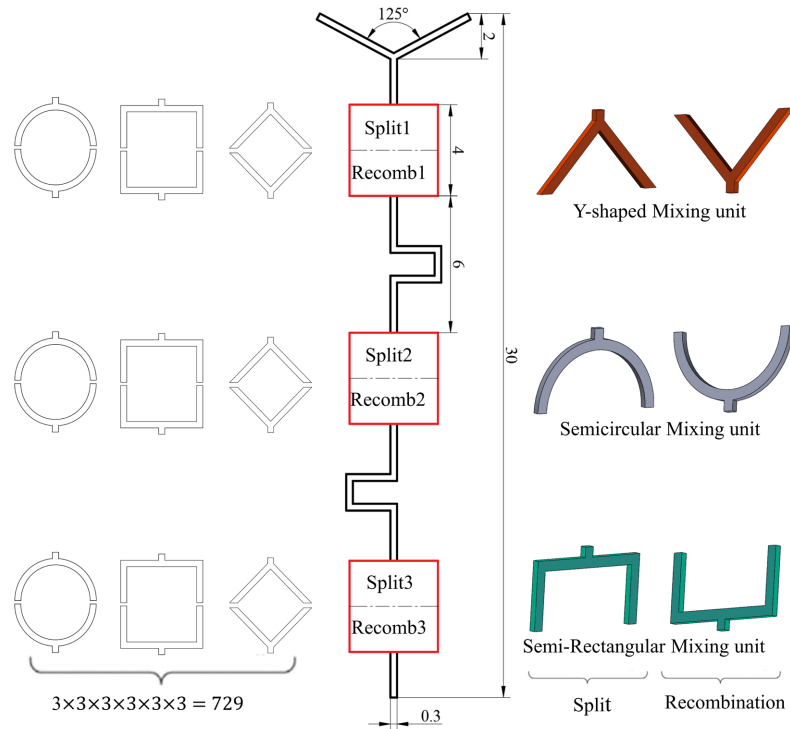 125°
2
Split1
Recomb1
4
Y-shaped Mixing unit
6
30
Split2
Recomb2
Semicircular Mixing unit
Split3
Recomb3
Semi-Rectangular Mixing unit
3×3×3×3×3×3 = 729
0.3
Split
Recombination